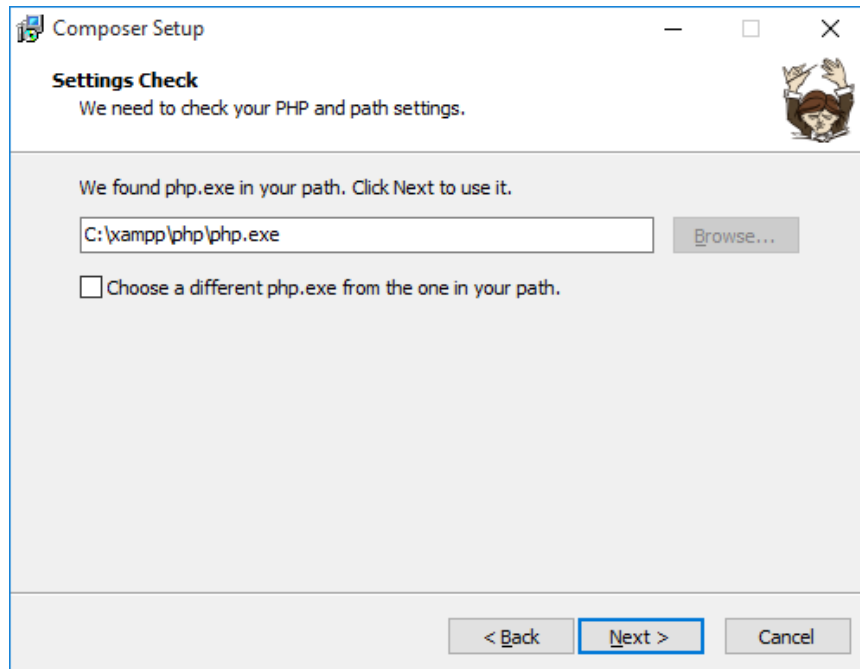 Composer Setup
Settings Check
We need to check your PHP and path settings.
We found php.exe in your path. Click Next to use it.
C:\xampp\php\php.exe
Browse...
Choose a different php.exe from the one in your path.
< Back
Next >
Cancel